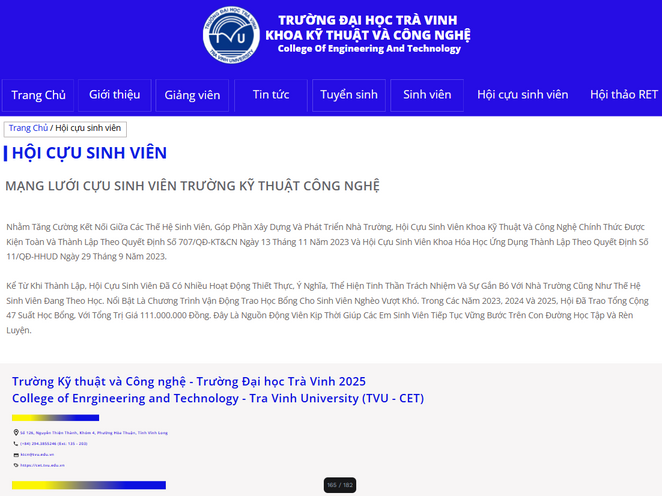 TRƯỜNG ĐẠI HỌC TRÀ VINH
TRA VINH UNIVERSITY
TVU
TRƯỜNG ĐẠI HỌC TRÀ VINH
KHOA KỸ THUẬT VÀ CÔNG NGHỆ
College Of Engineering And Technology
Trang Chủ
Giới thiệu
Giảng viên
Tin tức
Tuyển sinh
Sinh viên
Hội cựu sinh viên
Hội thảo RET
Trang Chủ / Hội cựu sinh viên
HỘI CỰU SINH VIÊN
MẠNG LƯỚI CỰU SINH VIÊN TRƯỜNG KỸ THUẬT CÔNG NGHỆ
Nhằm Tăng Cường Kết Nối Giữa Các Thế Hệ Sinh Viên, Góp Phần Xây Dựng Và Phát Triển Nhà Trường, Hội Cựu Sinh Viên Khoa Kỹ Thuật Và Công Nghệ Chính Thức Được
Kiện Toàn Và Thành Lập Theo Quyết Định Số 707/QĐ-KT&CN Ngày 13 Tháng 11 Năm 2023 Và Hội Cựu Sinh Viên Khoa Hóa Học Ứng Dụng Thành Lập Theo Quyết Định Số
11/QĐ-HHUD Ngày 29 Thág 9 Năm 2023.
Kể Từ Khi Thành Lập, Hội Cựu Sinh Viên Đã Có Nhiều Hoạt Động Thiết Thực, Ý Nghĩa, Thể Hiện Tinh Thần Trách Nhiệm Và Sự Gắn Bó Với Nhà Trường Cũng Như Thế Hệ
Sinh Viên Đang Theo Học. Nổi Bật Là Chương Trình Vận Động Trao Học Bổng Cho Sinh Viên Nghèo Vượt Khó. Trong Các Năm 2023, 2024 Và 2025, Hội Đã Trao Tổng Cộng
47 Suất Học Bổng, Với Tổng Trị Giá 111.000.000 Đồng. Đây Là Nguồn Động Viên Kịp Thời Giúp Các Em Sinh Viên Tiếp Tục Vững Bước Trên Con Đường Học Tập Và Rèn
Luyện.
Trường Kỹ thuật và Công nghệ - Trường Đại học Trà Vinh 2025
College of Enrgineering and Technology - Tra Vinh University (TVU - CET)
Số 126, Nguyễn Thiện Thành, Khóm 4, Phường Hòa Thuận, Tỉnh Vĩnh Long
(+84) 294.3855246 (Ext: 135 - 203)
https://cet.tvu.edu.vn
165 / 182